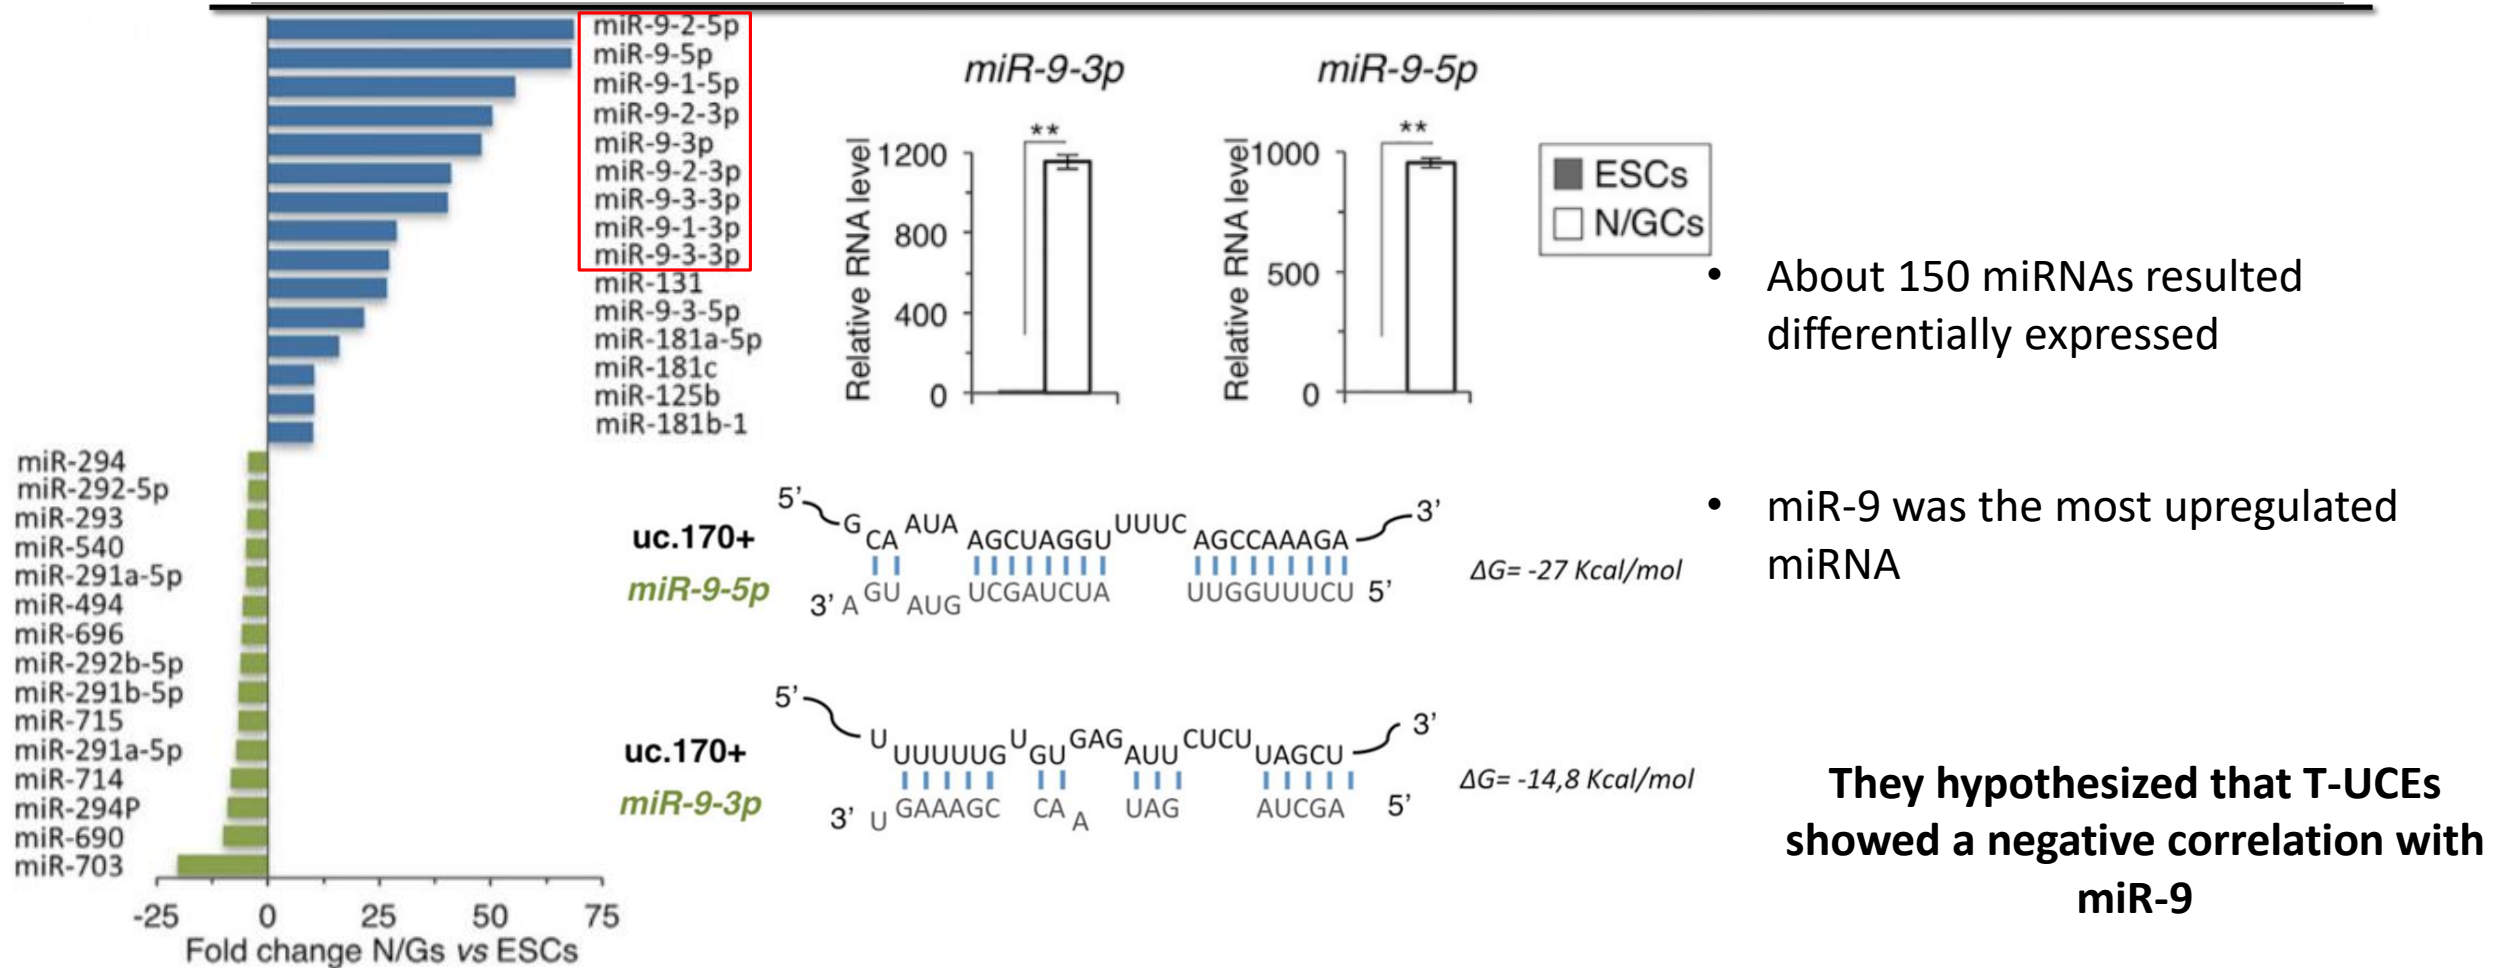 miR-9-2-5p
miR-9-5p
miR-9-1-5p
miR-9-2-3p
miR-9-3p
miR-9-2-3p
miR-9-3-3p
miR-9-1-3p
miR-9-3-3p
miR-131
miR-9-3-5p
miR-181a-5p
miR-181c
miR-125b
miR-181b-1
miR-294
miR-292-5p
miR-293
miR-540
miR-291a-5p
miR-494
miR-696
miR-292b-5p
miR-291b-5p
miR-715
miR-291a-5p
miR-714
miR-294P
miR-690
miR-703
-25 0 25 50 75
Fold change N/Gs vs ESCs
miR-9-3p
**
Relative RNA level
1200
800
400
0
miR-9-5p
**
Relative RNA level
1000
500
0
ESCs
N/GCs
5' G CA AUA AGCUAGGU UUUC AGCCAAAGA 3'
uc.170+
miR-9-5p
3' A GU AUG UCGAUCUA UUGGUUUCU 5'
ΔG= -27 Kcal/mol
5' U UUUUUG U GU GAG AUU CUCU UAGCU 3'
uc.170+
miR-9-3p
3' U GAAAGC CA A UAG AUCGA 5'
ΔG= -14,8 Kcal/mol
• About 150 miRNAs resulted
differentially expressed
• miR-9 was the most upregulated
miRNA
They hypothesized that T-UCEs
showed a negative correlation with
miR-9